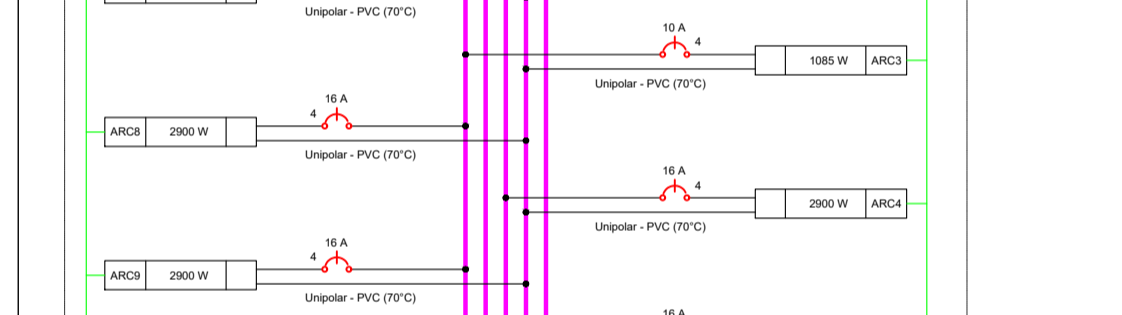 Unipolar - PVC (70°C)
10 A
4
1085 W ARC3
Unipolar - PVC (70°C)
16 A
4
ARC8 2900 W
Unipolar - PVC (70°C)
16 A
4
2900 W ARC4
Unipolar - PVC (70°C)
16 A
4
ARC9 2900 W
Unipolar - PVC (70°C)
16 A